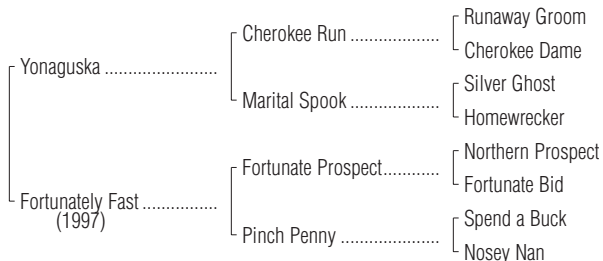 Runaway Groom
Cherokee Run ...................
Cherokee Dame
Yonaguska ........................
Silver Ghost
Marital Spook ....................
Homewrecker
Northern Prospect
Fortunate Prospect............
Fortunate Bid
Fortunately Fast ................
(1997)
Spend a Buck
Pinch Penny .....................
Nosey Nan